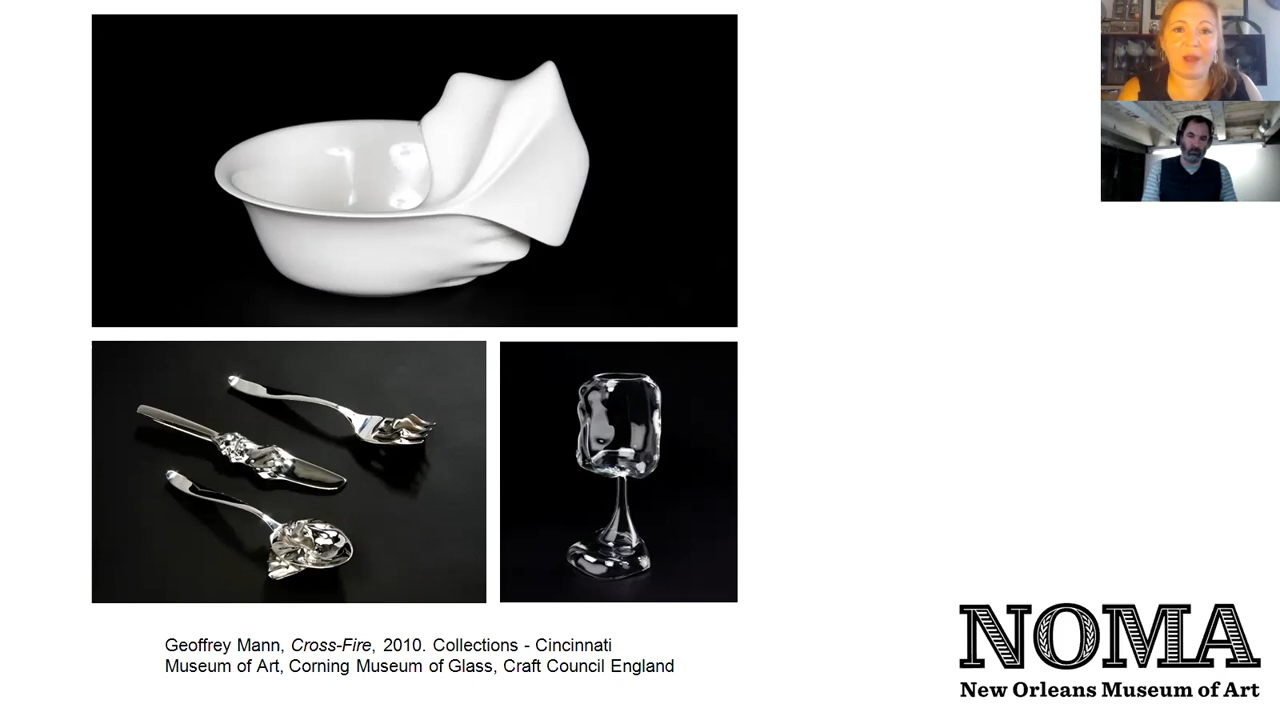 Geoffrey Mann, Cross-Fire, 2010. Collections - Cincinnati
Museum of Art, Corning Museum of Glass, Craft Council England
NOMA
New Orleans Museum of Art